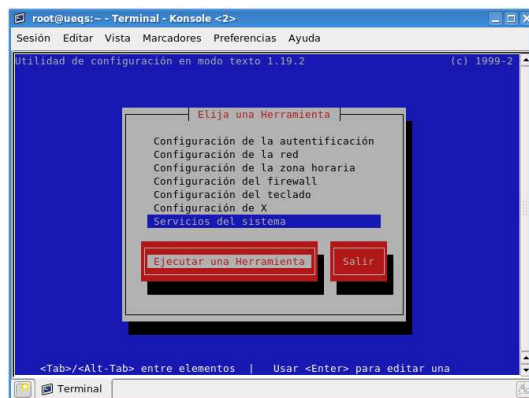 root@ueqs:~ - Terminal - Konsole <2>
Sesión Editar Vista Marcadores Preferencias Ayuda
Utilidad de configuración en modo texto 1.19.2 (c) 1999-2
Elija una Herramienta
Configuración de la autentificación
Configuración de la red
Configuración de la zona horaria
Configuración del firewall
Configuración del teclado
Configuración de X
Servicios del sistema
Ejecutar una Herramienta Salir
<Tab>/<Alt-Tab> entre elementos | Usar <Enter> para editar una
Terminal